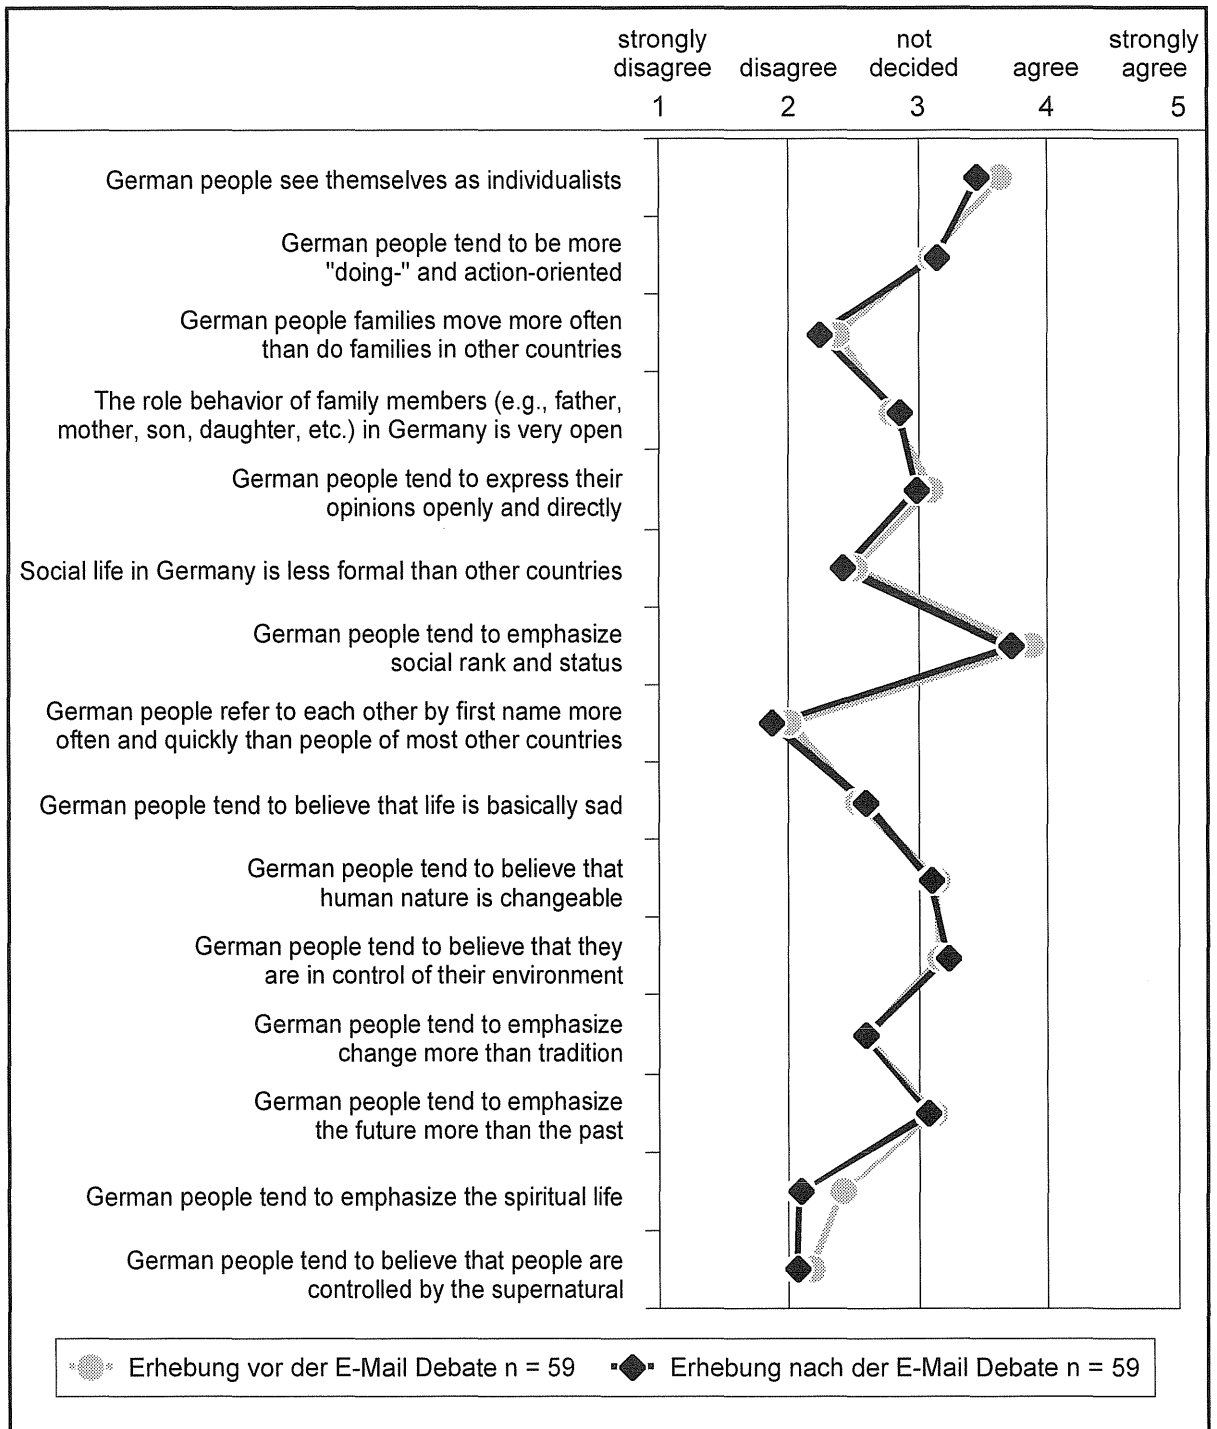 strongly disagree
disagree
not decided
agree
strongly agree
1 2 3 4 5
German people see themselves as individualists
German people tend to be more
"doing-" and action-oriented
German people families move more often
than do families in other countries
The role behavior of family members (e.g., father,
mother, son, daughter, etc.) in Germany is very open
German people tend to express their
opinions openly and directly
Social life in Germany is less formal than other countries
German people tend to emphasize
social rank and status
German people refer to each other by first name more
often and quickly than people of most other countries
German people tend to believe that life is basically sad
German people tend to believe that
human nature is changeable
German people tend to believe that they
are in control of their environment
German people tend to emphasize
change more than tradition
German people tend to emphasize
the future more than the past
German people tend to emphasize the spiritual life
German people tend to believe that people are
controlled by the supernatural
Erhebung vor der E-Mail Debate n = 59 Erhebung nach der E-Mail Debate n = 59